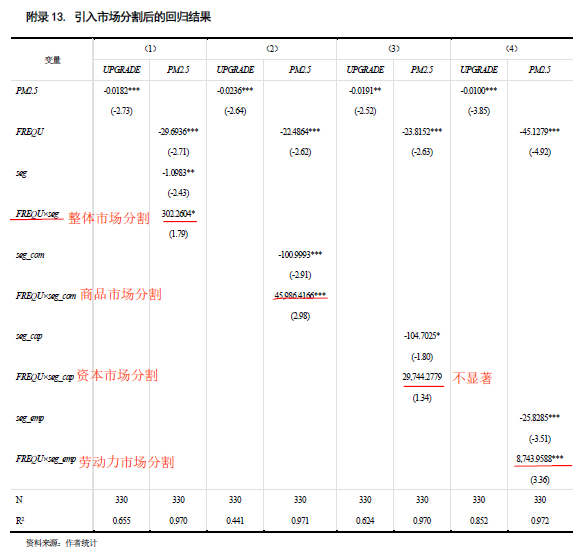 附录 13. 引入市场分割后的回归结果
变量 （1） （2） （3） （4）
UPGRADE PM2.5 UPGRADE PM2.5 UPGRADE PM2.5 UPGRADE PM2.5
PM2.5 -0.0182*** -0.0236*** -0.0191** -0.0100***
(-2.73) (-2.64) (-2.52) (-3.85)
FREQU -29.6936*** -22.4864*** -23.8152*** -45.1279***
(-2.71) (-2.62) (-2.63) (-4.92)
seg -1.0983**
(-2.43)
FREQU×seg 整体市场分割 302.2604*
(1.79)
seg_com -100.9993***
(-2.91)
FREQU×seg_com 商品市场分割 45,986.4166***
(2.98)
seg_cap -104.7025*
(-1.80)
FREQU×seg_cap 资本市场分割 29,744.2779 不显著
(1.34)
seg_emp -25.8285***
(-3.51)
FREQU×seg_emp 劳动力市场分割 8,743.9588***
(3.36)
N 330 330 330 330 330 330 330 330
R² 0.655 0.970 0.441 0.971 0.624 0.970 0.852 0.972
资料来源：作者统计